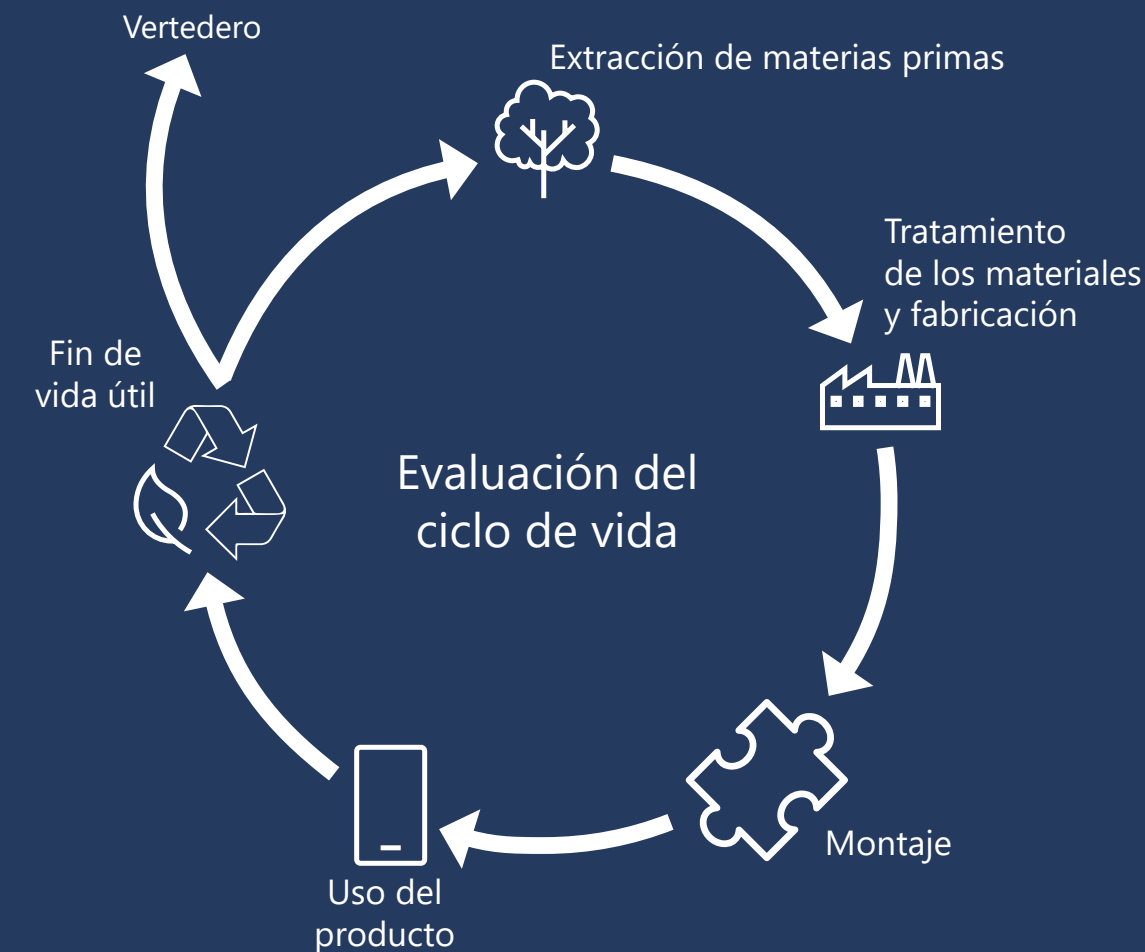 Vertedero
Extracción de materias primas
Tratamiento
de los materiales
y fabricación
Fin de
vida útil
Evaluación del
ciclo de vida
Montaje
Uso del
producto